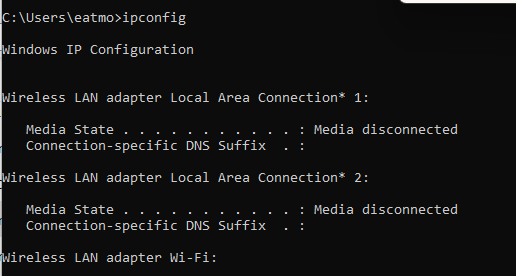 C:\Users\eatmo>ipconfig
Windows IP Configuration
Wireless LAN adapter Local Area Connection* 1:
Media State . . . . . . . . . . . : Media disconnected
Connection-specific DNS Suffix  . :
Wireless LAN adapter Local Area Connection* 2:
Media State . . . . . . . . . . . : Media disconnected
Connection-specific DNS Suffix  . :
Wireless LAN adapter Wi-Fi: